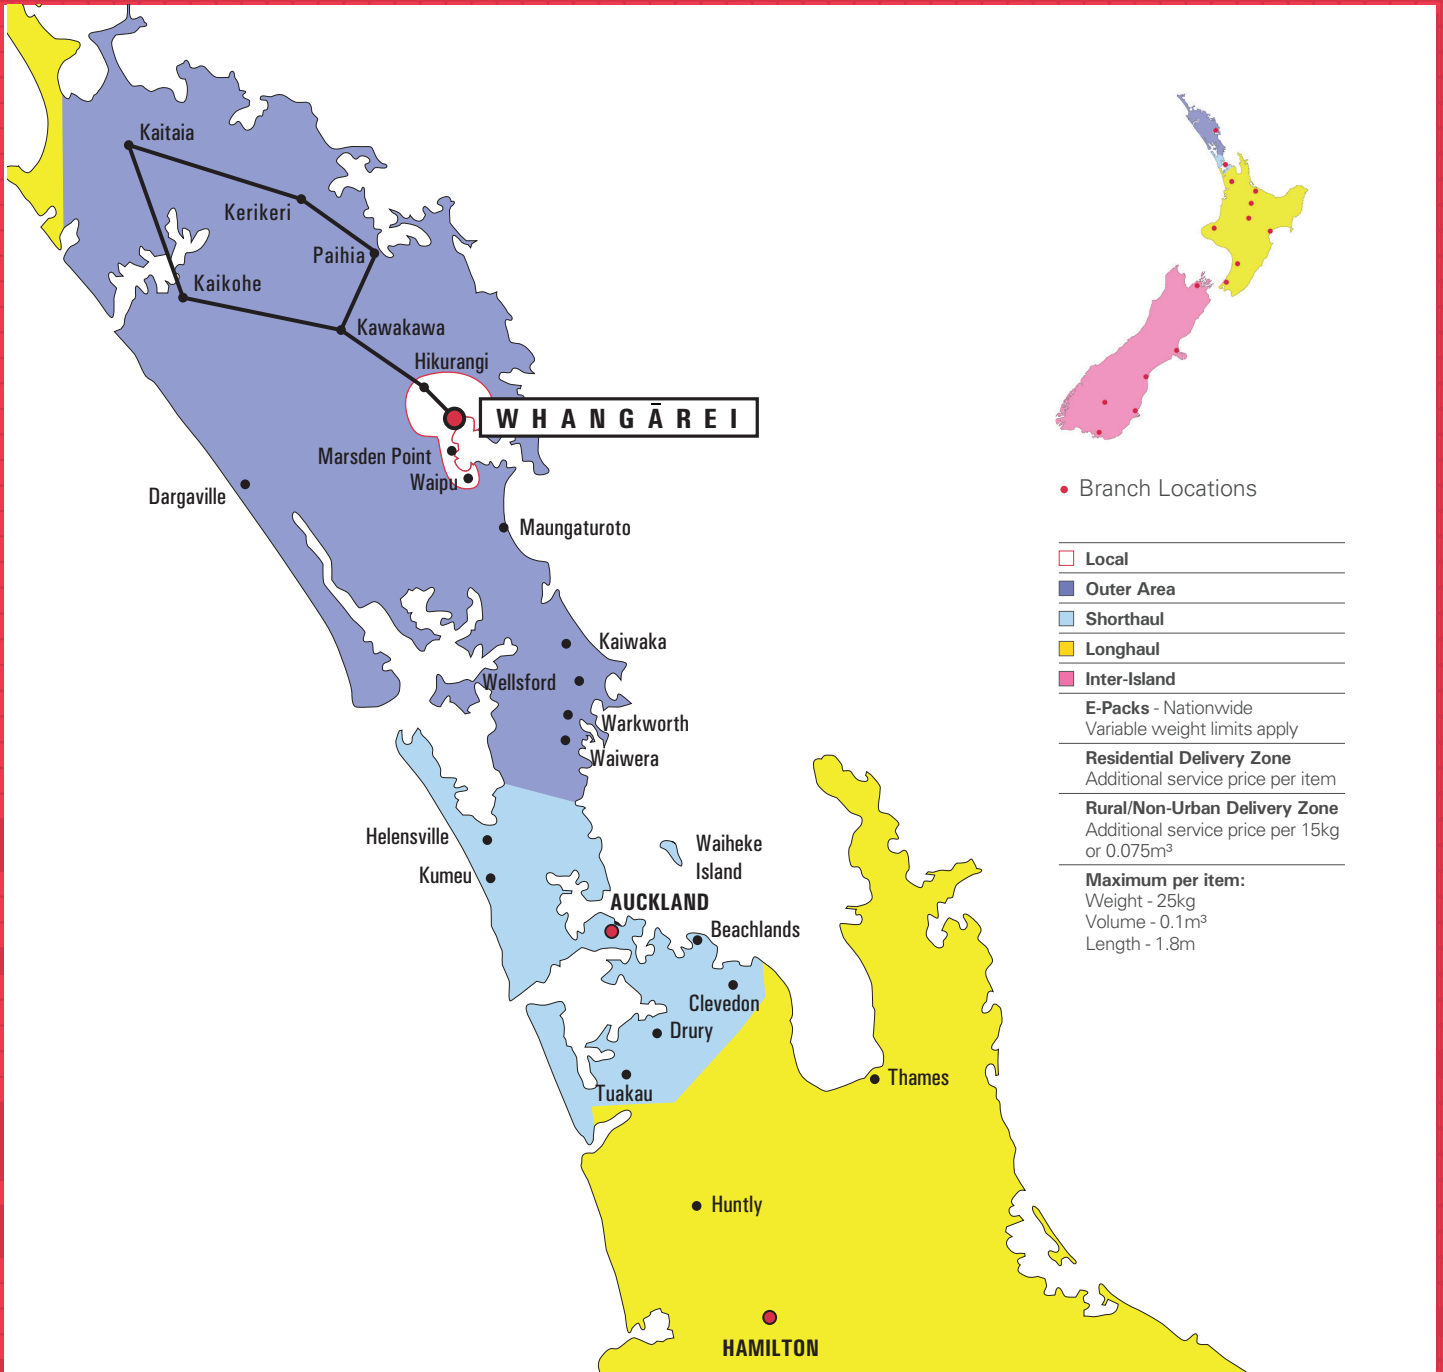 Kaitaia
Kerikeri
Paihia
Kaikohe
Kawakawa
Hikurangi
WHANGĀREI
Marsden Point
Waipu
Dargaville
Maungaturoto
Kaiwaka
Wellsford
Warkworth
Waiwera
Helensville
Kumeu
Waiheke
Island
AUCKLAND
Beachlands
Clevedon
Drury
Tuakau
Thames
Huntly
HAMILTON
Branch Locations
Local
Outer Area
Shorthaul
Longhaul
Inter-Island
E-Packs - Nationwide
Variable weight limits apply
Residential Delivery Zone
Additional service price per item
Rural/Non-Urban Delivery Zone
Additional service price per 15kg
or 0.075m³
Maximum per item:
Weight - 25kg
Volume - 0.1m³
Length - 1.8m